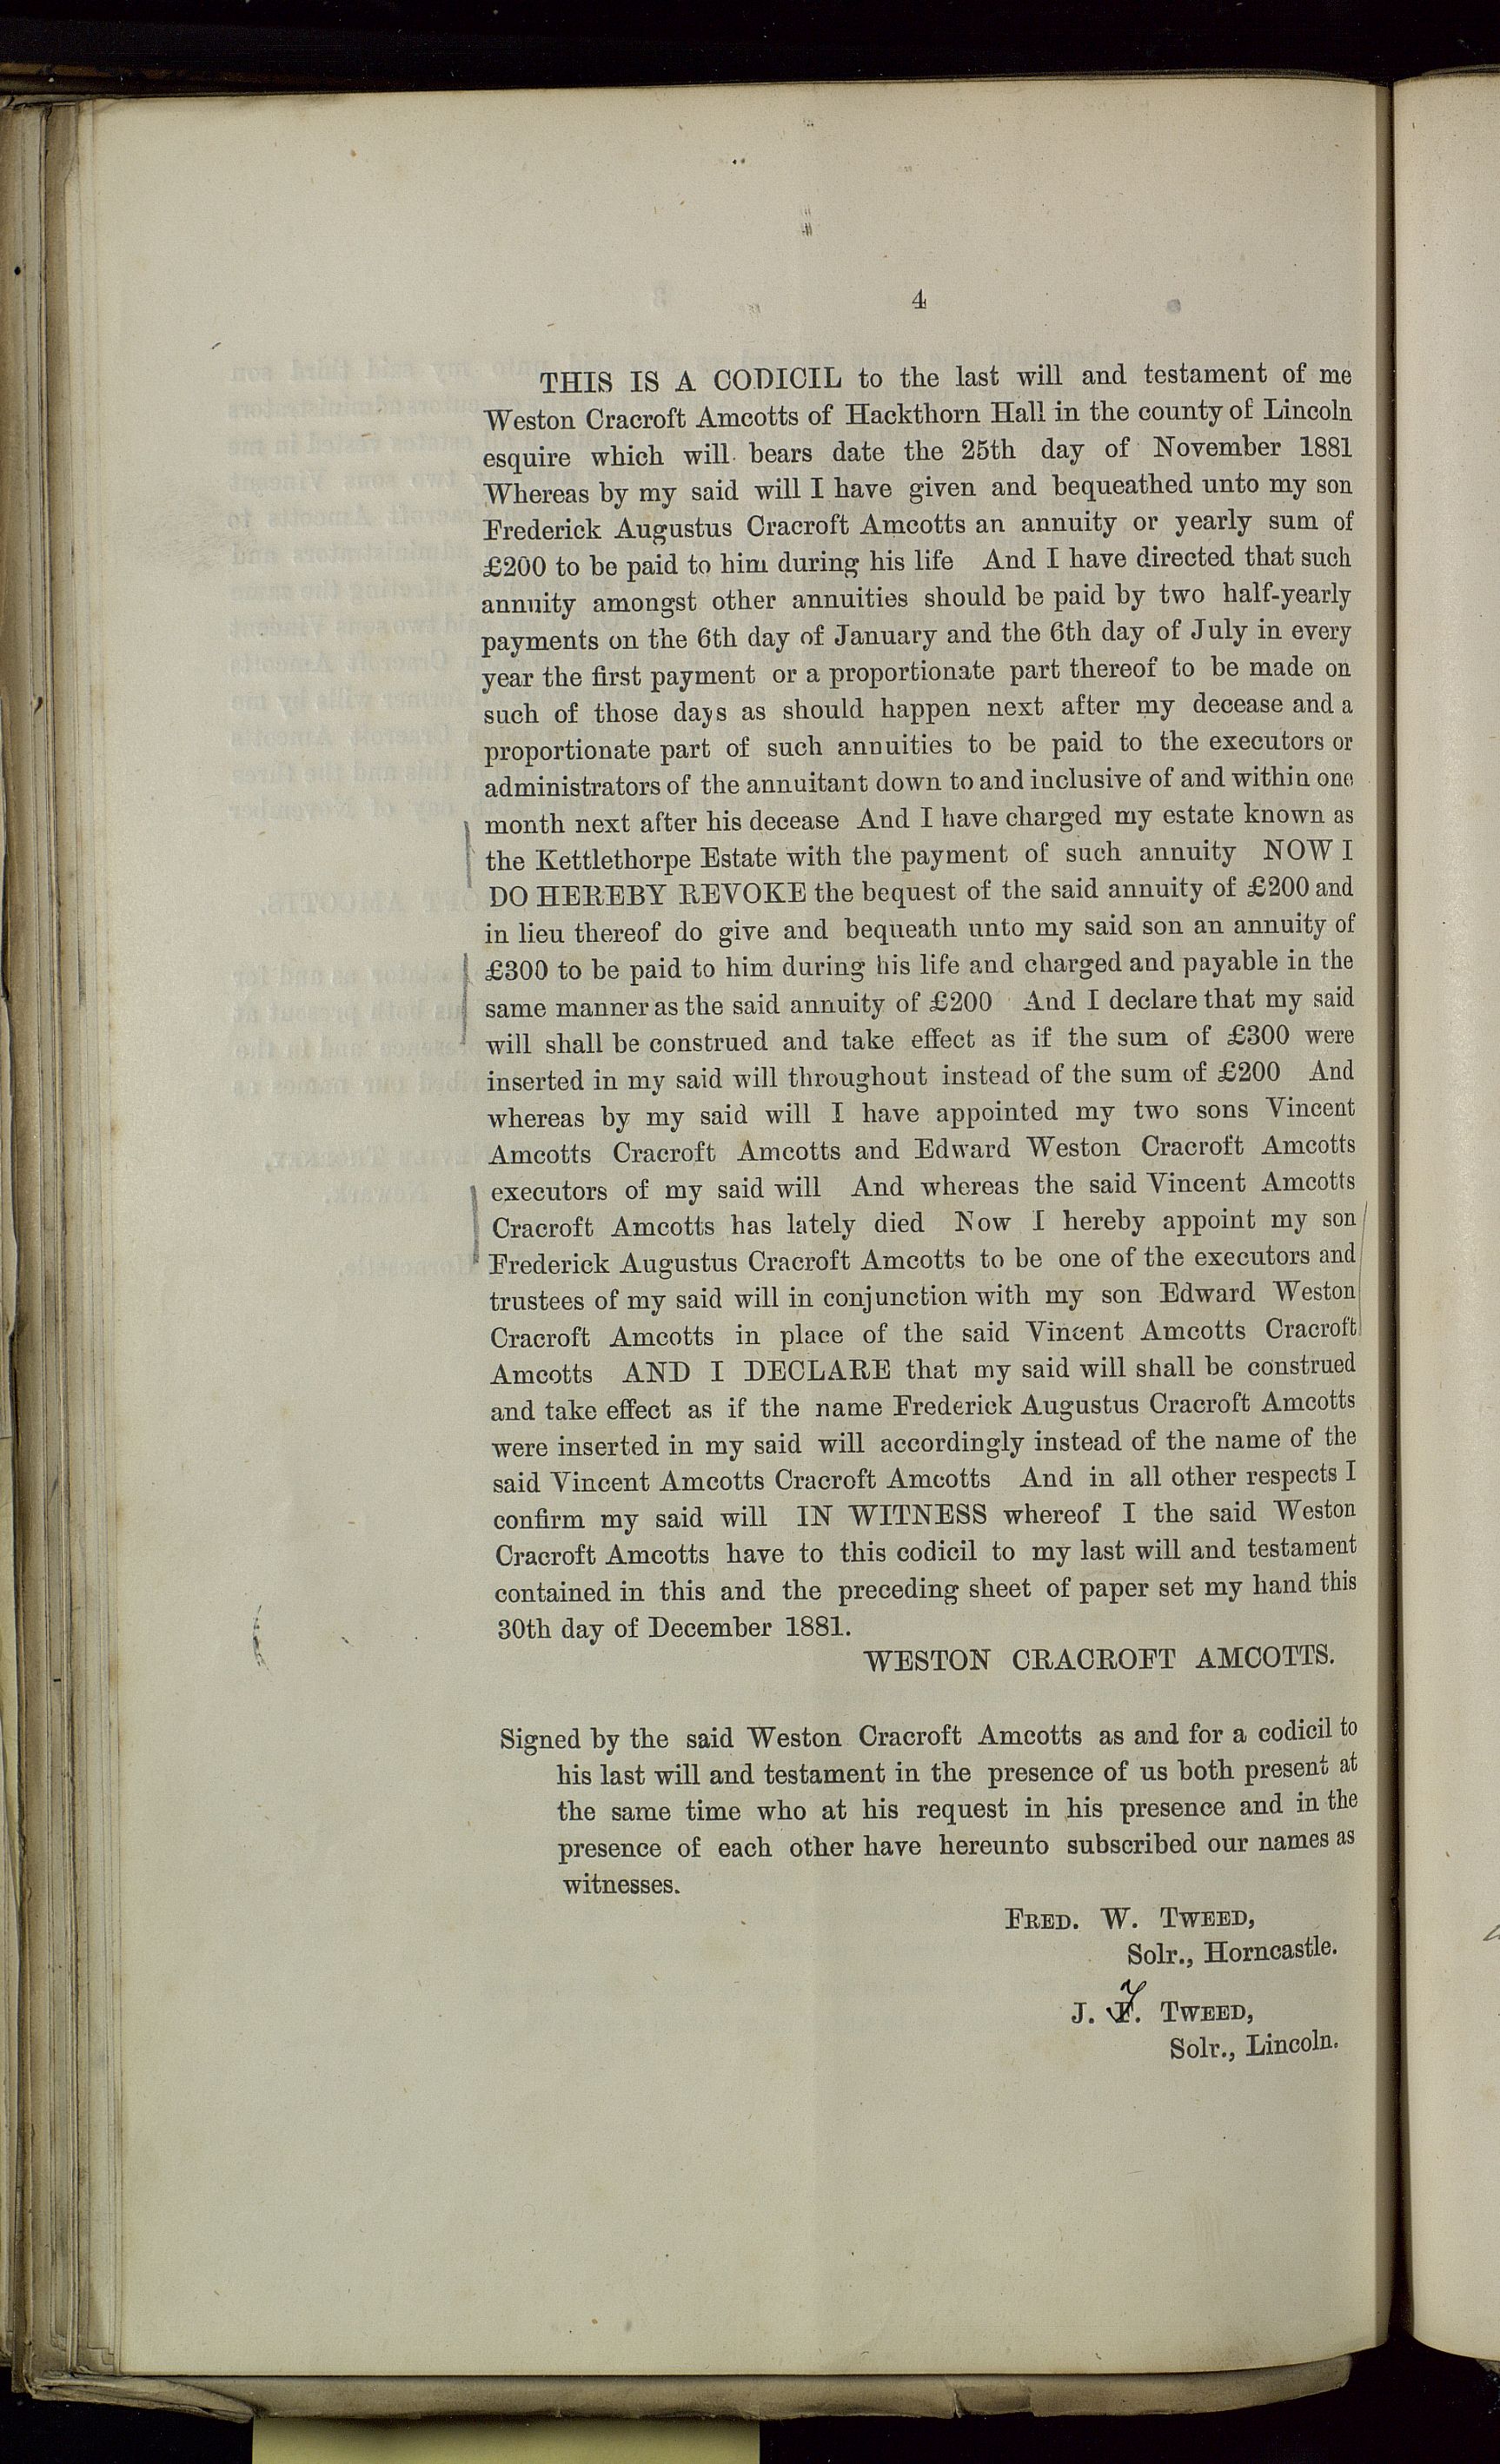 4
THIS IS A CODICIL to the last will and testament of me
Weston Cracroft Amcotts of Hackthorn Hall in the county of Lincoln
esquire which will bears date the 25th day of November 1881
Whereas by my said will I have given and bequeathed unto my son
Frederick Augustus Cracroft Amcotts an annuity or yearly sum of
£200 to be paid to him during his life And I have directed that such
annuity amongst other annuities should be paid by two half-yearly
payments on the 6th day of January and the 6th day of July in every
year the first payment or a proportionate part thereof to be made on
such of those days as should happen next after my decease and a
proportionate part of such annuities to be paid to the executors or
administrators of the annuitant down to and inclusive of and within one
month next after his decease And I have charged my estate known as
the Kettlethorpe Estate with the payment of such annuity NOW I
DO HEREBY REVOKE the bequest of the said annuity of £200 and
in lieu thereof do give and bequeath unto my said son an annuity of
£300 to be paid to him during his life and charged and payable in the
same manner as the said annuity of £200 And I declare that my said
will shall be construed and take effect as if the sum of £300 were
inserted in my said will throughout instead of the sum of £200 And
whereas by my said will I have appointed my two sons Vincent
Amcotts Cracroft Amcotts and Edward Weston Cracroft Amcotts
executors of my said will And whereas the said Vincent Amcotts
Cracroft Amcotts has lately died Now I hereby appoint my son
Frederick Augustus Cracroft Amcotts to be one of the executors and
trustees of my said will in conjunction with my son Edward Weston
Cracroft Amcotts in place of the said Vincent Amcotts Cracroft
Amcotts AND I DECLARE that my said will shall be construed
and take effect as if the name Frederick Augustus Cracroft Amcotts
were inserted in my said will accordingly instead of the name of the
said Vincent Amcotts Cracroft Amcotts And in all other respects I
confirm my said will IN WITNESS whereof I the said Weston
Cracroft Amcotts have to this codicil to my last will and testament
contained in this and the preceding sheet of paper set my hand this
30th day of December 1881.
WESTON CRACROFT AMCOTTS.
Signed by the said Weston Cracroft Amcotts as and for a codicil to
his last will and testament in the presence of us both present at
the same time who at his request in his presence and in the
presence of each other have hereunto subscribed our names as
witnesses.
FRED. W. TWEED,
Solr., Horncastle.
J. F. TWEED,
Solr., Lincoln.